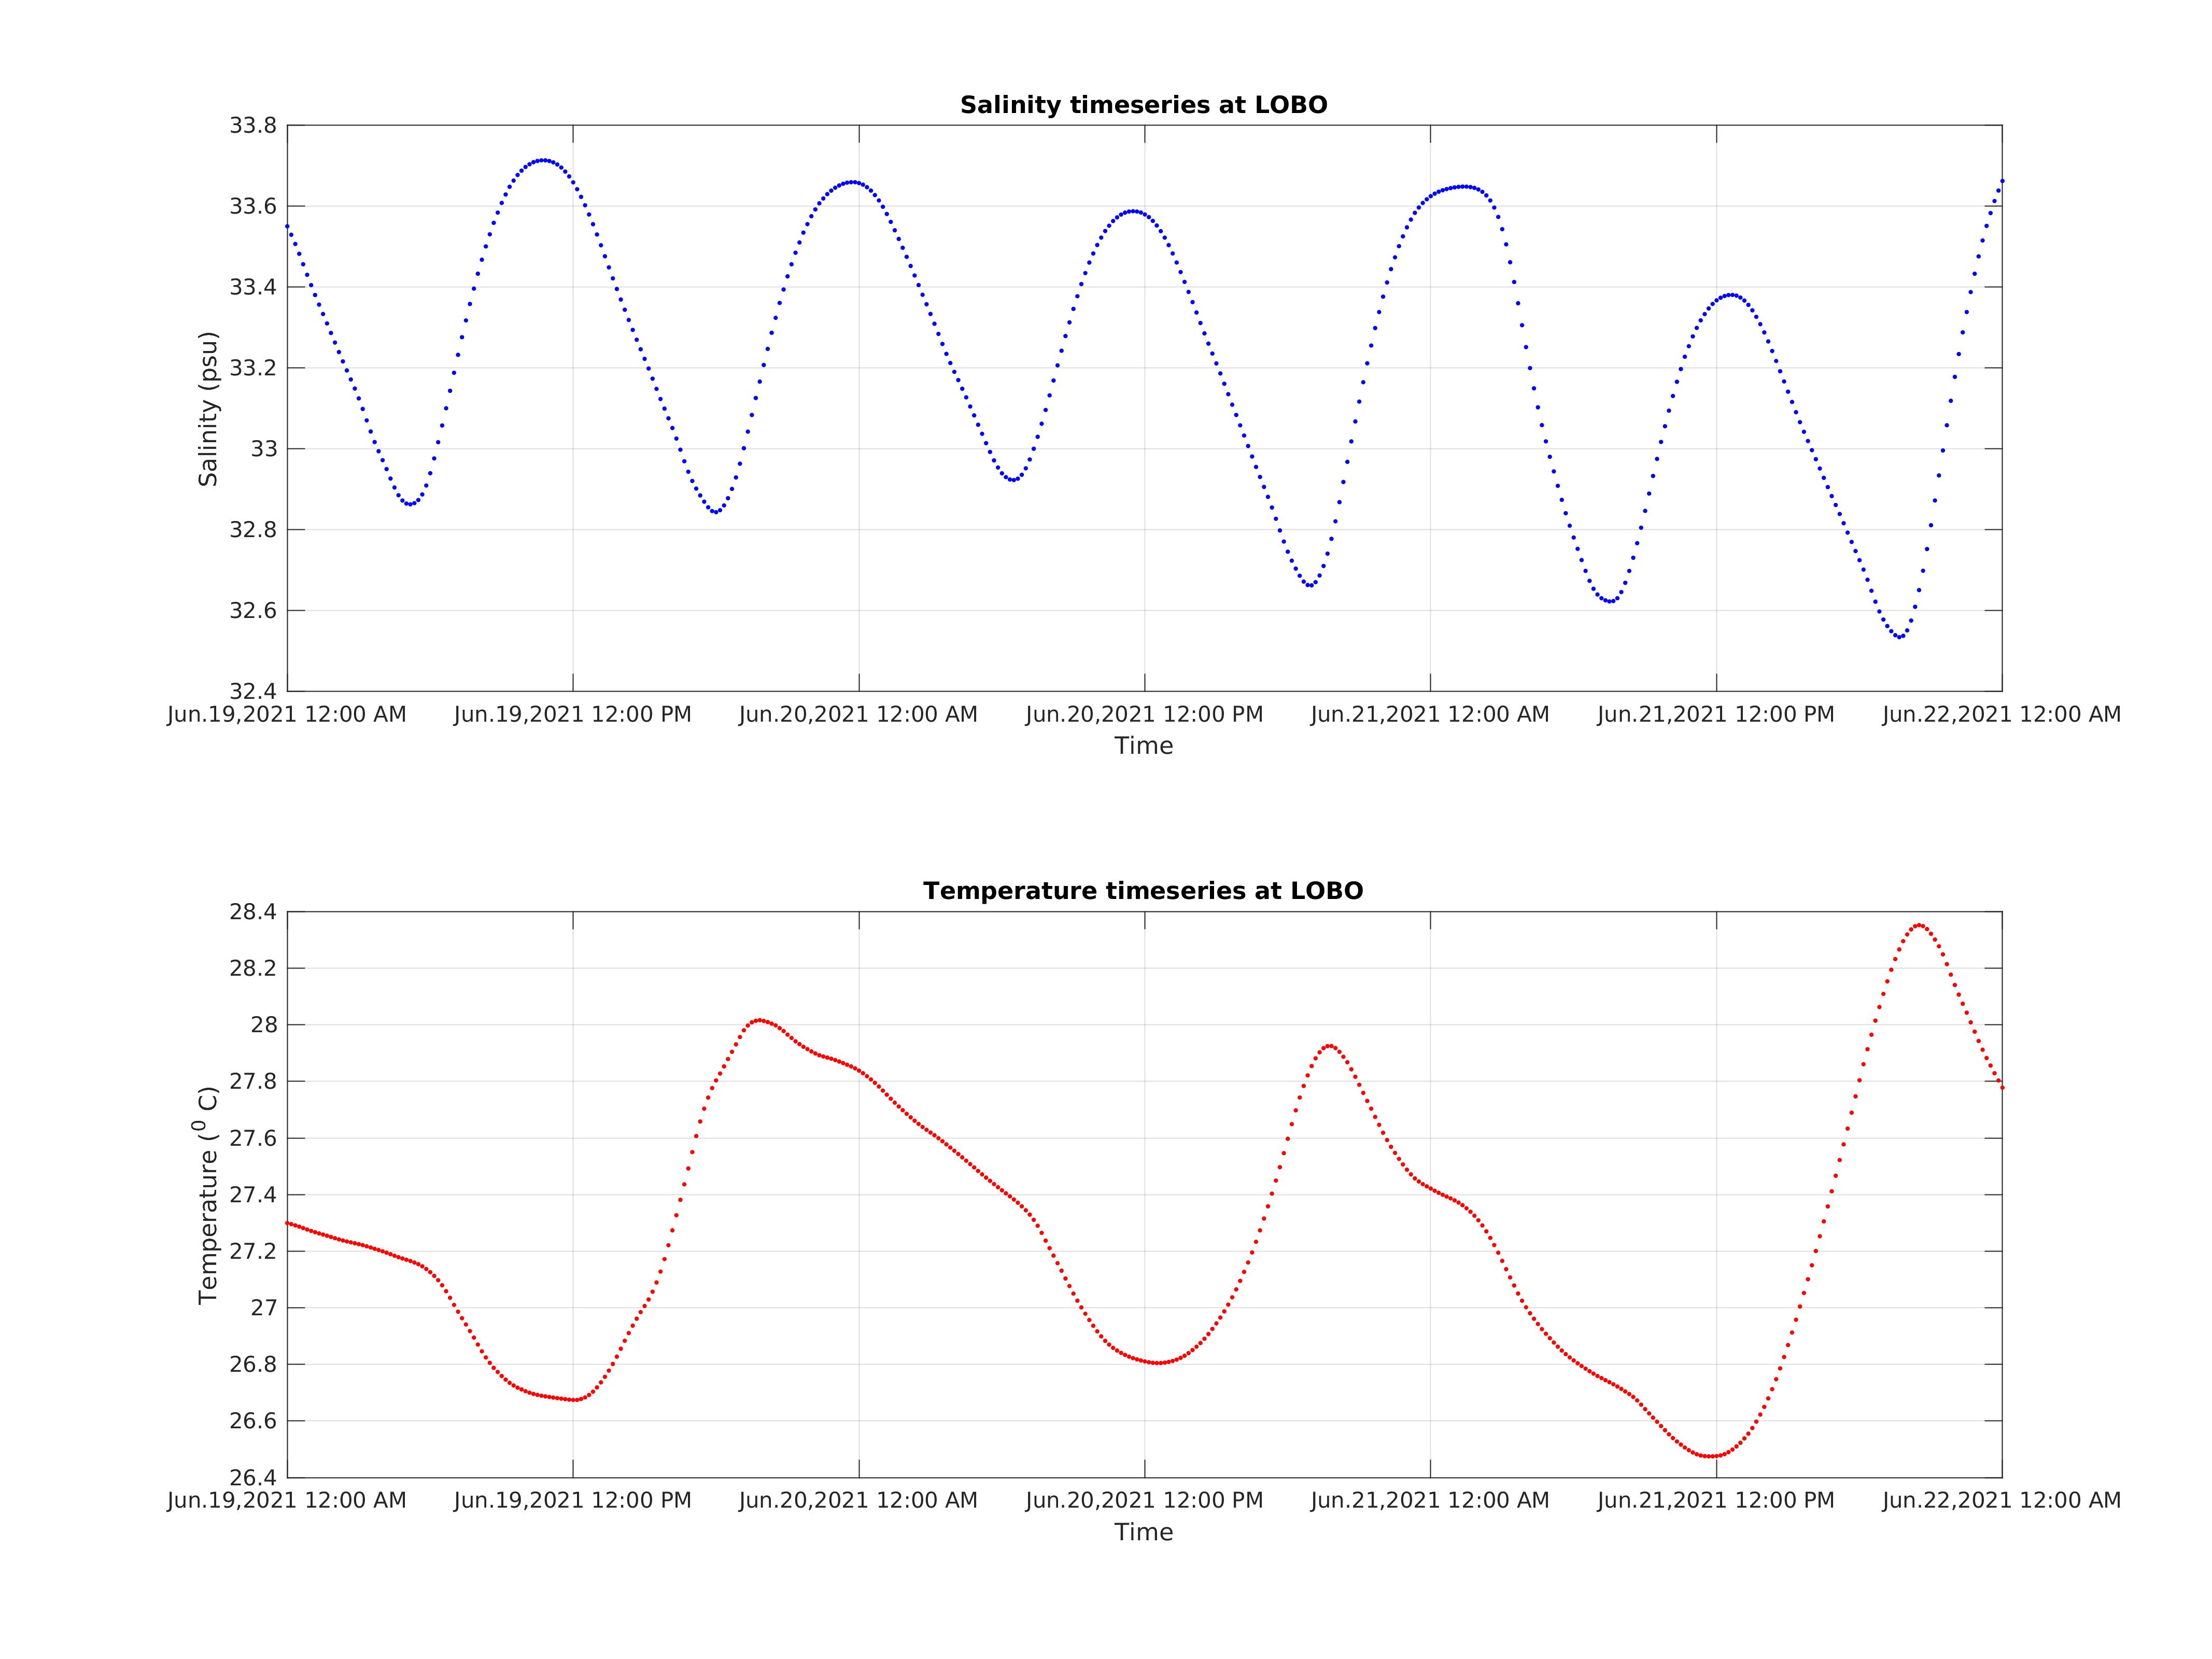 Salinity timeseries at LOBO
33.8
33.6
33.4
33.2
33
32.8
32.6
32.4
Salinity (psu)
Jun.19,2021 12:00 AM Jun.19,2021 12:00 PM Jun.20,2021 12:00 AM Jun.20,2021 12:00 PM Jun.21,2021 12:00 AM Jun.21,2021 12:00 PM Jun.22,2021 12:00 AM
Time
Temperature timeseries at LOBO
28.4
28.2
28
27.8
27.6
27.4
27.2
27
26.8
26.6
26.4
Temperature (⁰ C)
Jun.19,2021 12:00 AM Jun.19,2021 12:00 PM Jun.20,2021 12:00 AM Jun.20,2021 12:00 PM Jun.21,2021 12:00 AM Jun.21,2021 12:00 PM Jun.22,2021 12:00 AM
Time